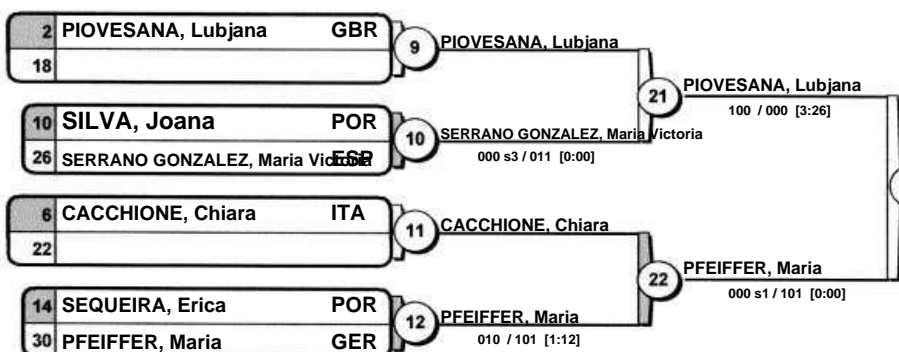 2 PIOVESANA, Lubjana GBR
18
9
PIOVESANA, Lubjana
10 SILVA, Joana POR
26 SERRANO GONZALEZ, Maria Victoria ESP
10
SERRANO GONZALEZ, Maria Victoria
000 s3 / 011 [0:00]
21
PIOVESANA, Lubjana
100 / 000 [3:26]
6 CACCHIONE, Chiara ITA
22
11
CACCHIONE, Chiara
14 SEQUEIRA, Erica POR
30 PFEIFFER, Maria GER
12
PFEIFFER, Maria
010 / 101 [1:12]
22
PFEIFFER, Maria
000 s1 / 101 [0:00]